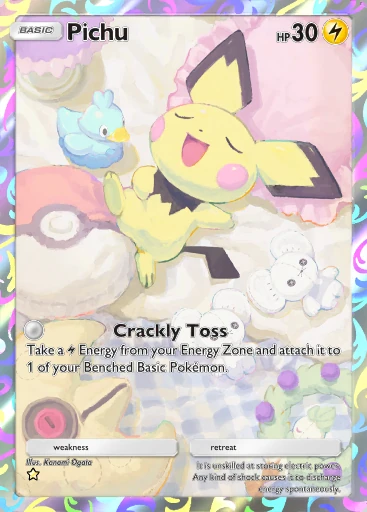 BASIC Pichu HP 30
Crackly Toss
Take a Energy from your Energy Zone and attach it to
1 of your Benched Basic Pokémon.
weakness retreat
Illus. Kanami Ogata
It is unskilled at storing electric power.
Any kind of shock causes it to discharge
energy spontaneously.